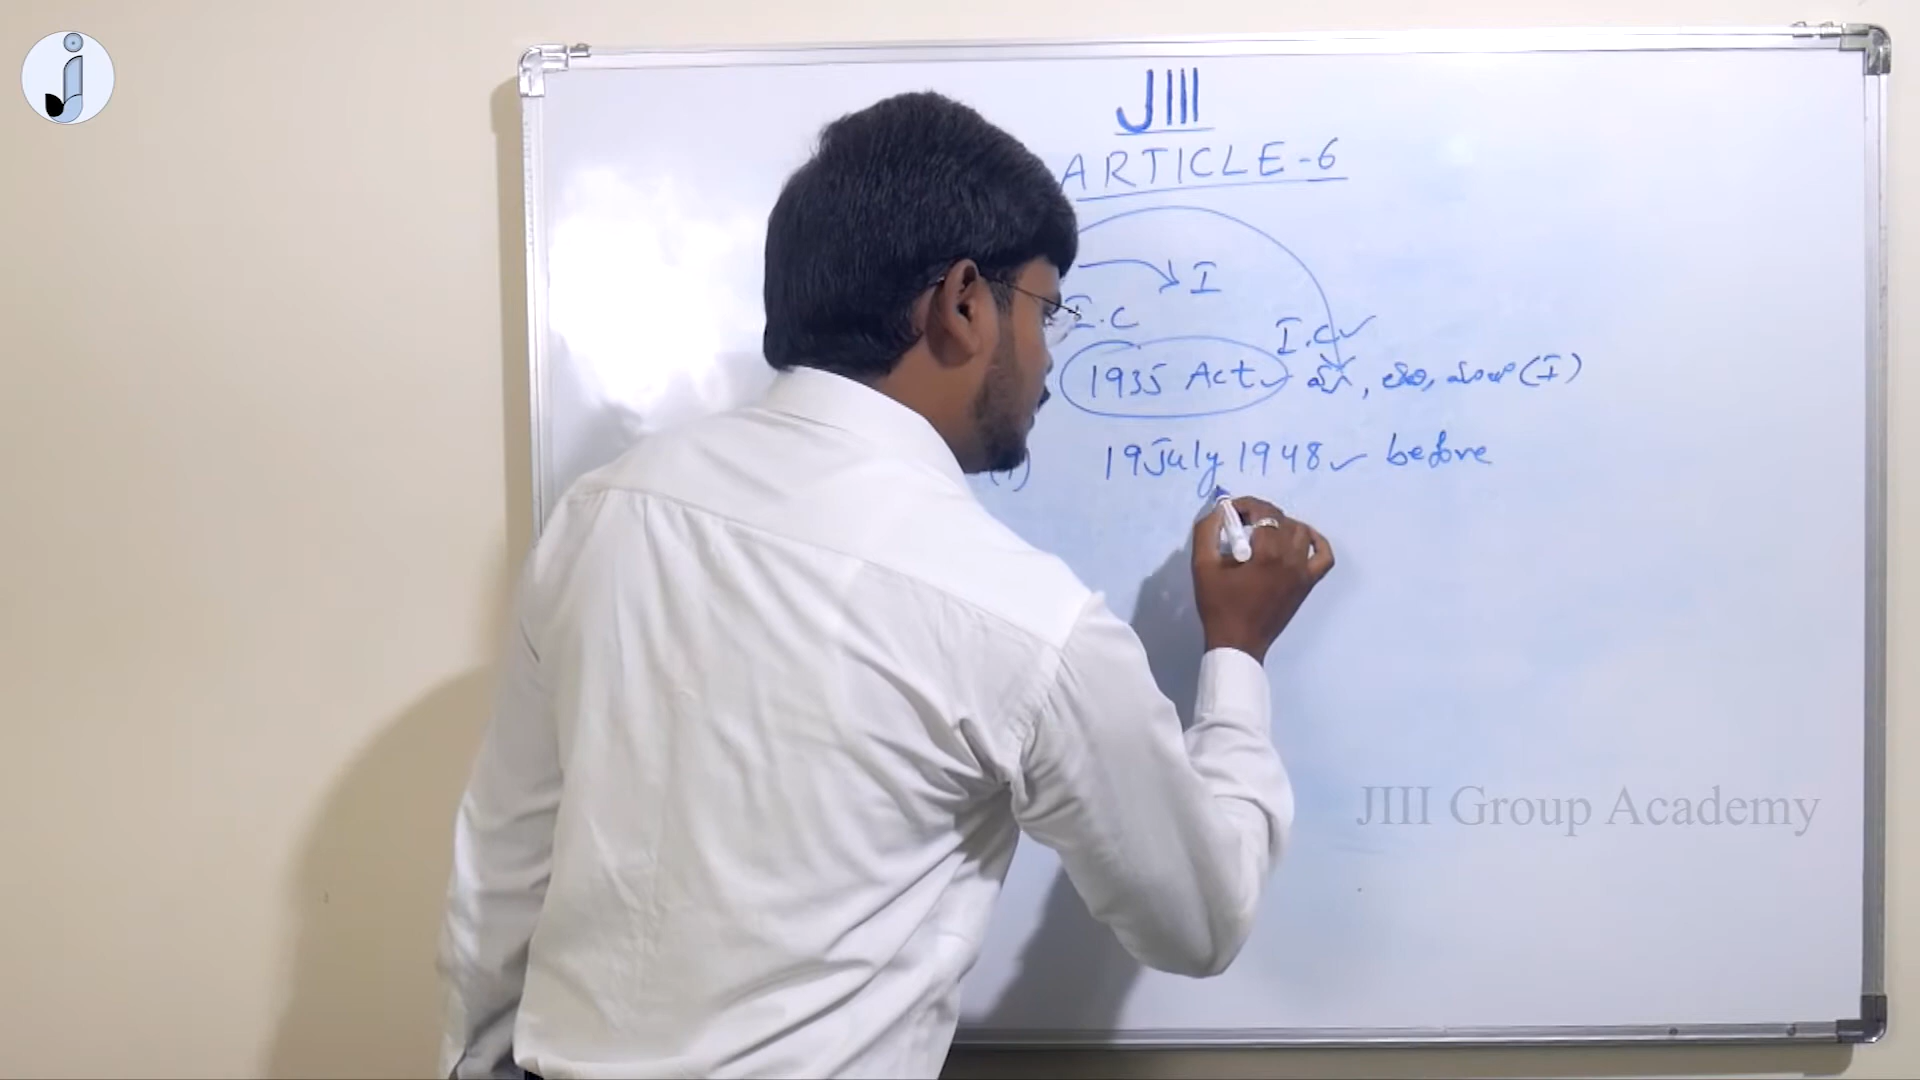 JIII
ARTICLE-6
I
I.C
I.C✓
1935 Act ✓ (I)
(i) 19 July 1948 ✓ before
JIII Group Academy